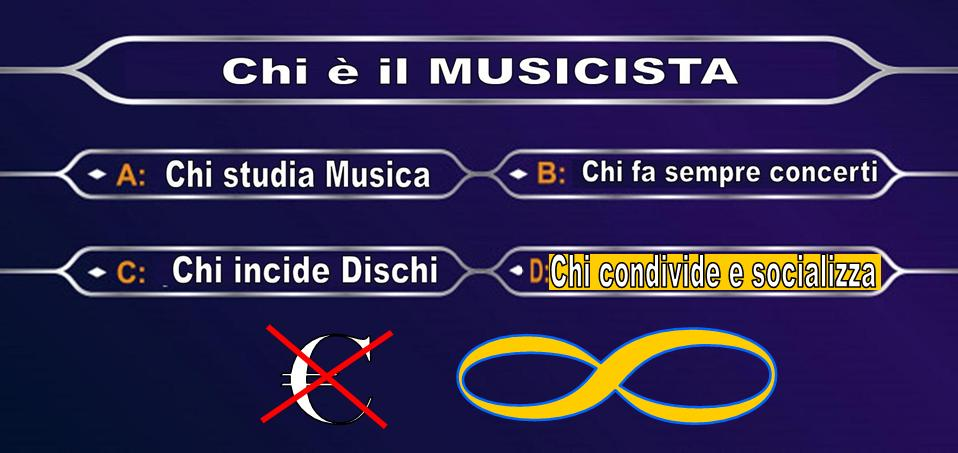 Chi è il MUSICISTA
A: Chi studia Musica
B: Chi fa sempre concerti
C: Chi incide Dischi
D: Chi condivide e socializza
€